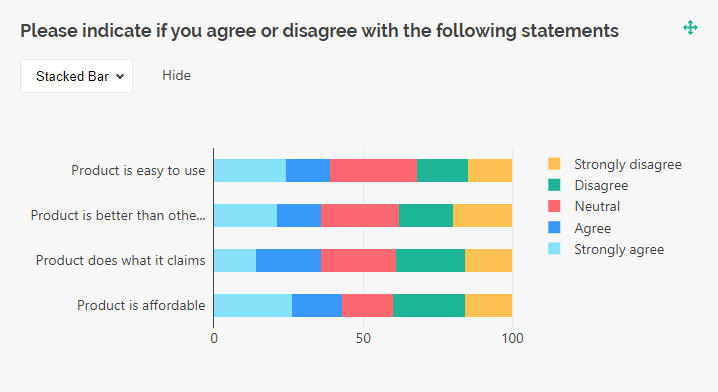 Please indicate if you agree or disagree with the following statements
Stacked Bar
Hide
Product is easy to use
Product is better than othe...
Product does what it claims
Product is affordable
0 50 100
Strongly disagree
Disagree
Neutral
Agree
Strongly agree